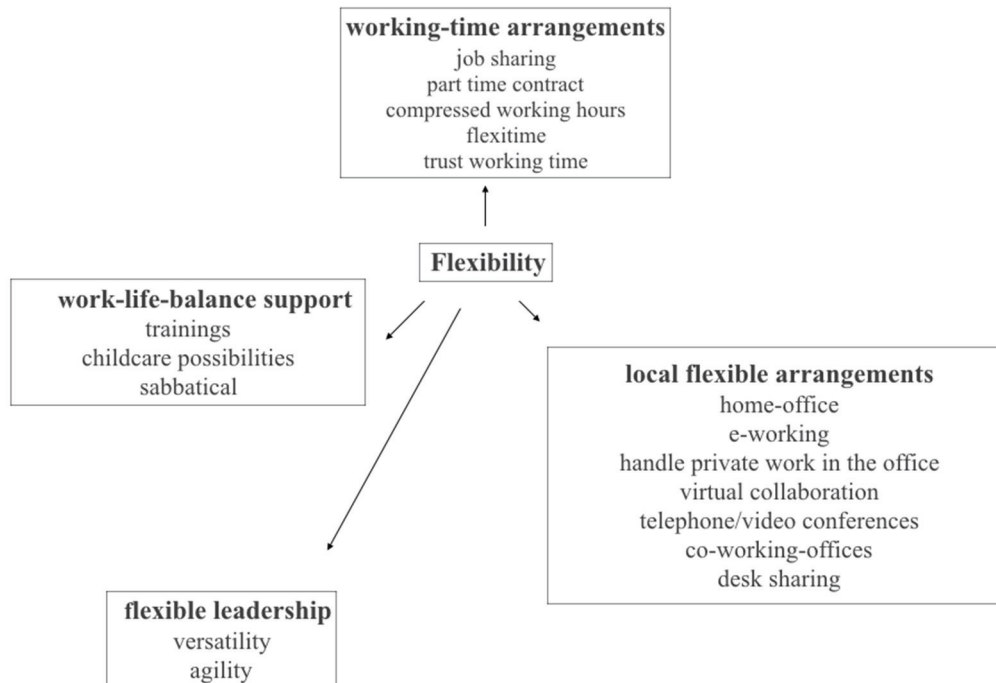 working-time arrangements
job sharing
part time contract
compressed working hours
flexitime
trust working time
Flexibility
work-life-balance support
trainings
childcare possibilities
sabbatical
local flexible arrangements
home-office
e-working
handle private work in the office
virtual collaboration
telephone/video conferences
co-working-offices
desk sharing
flexible leadership
versatility
agility